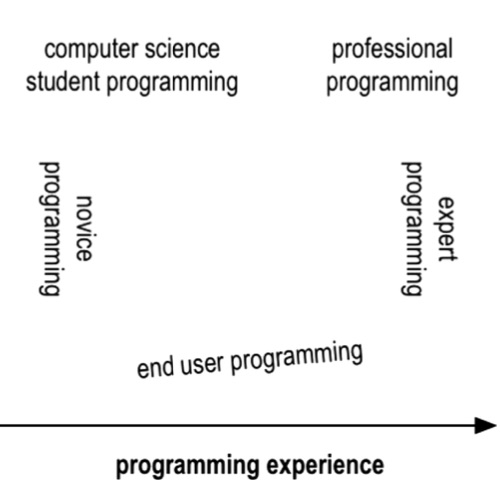 computer science
student programming
professional
programming
novice
programming
expert
programming
end user programming
programming experience